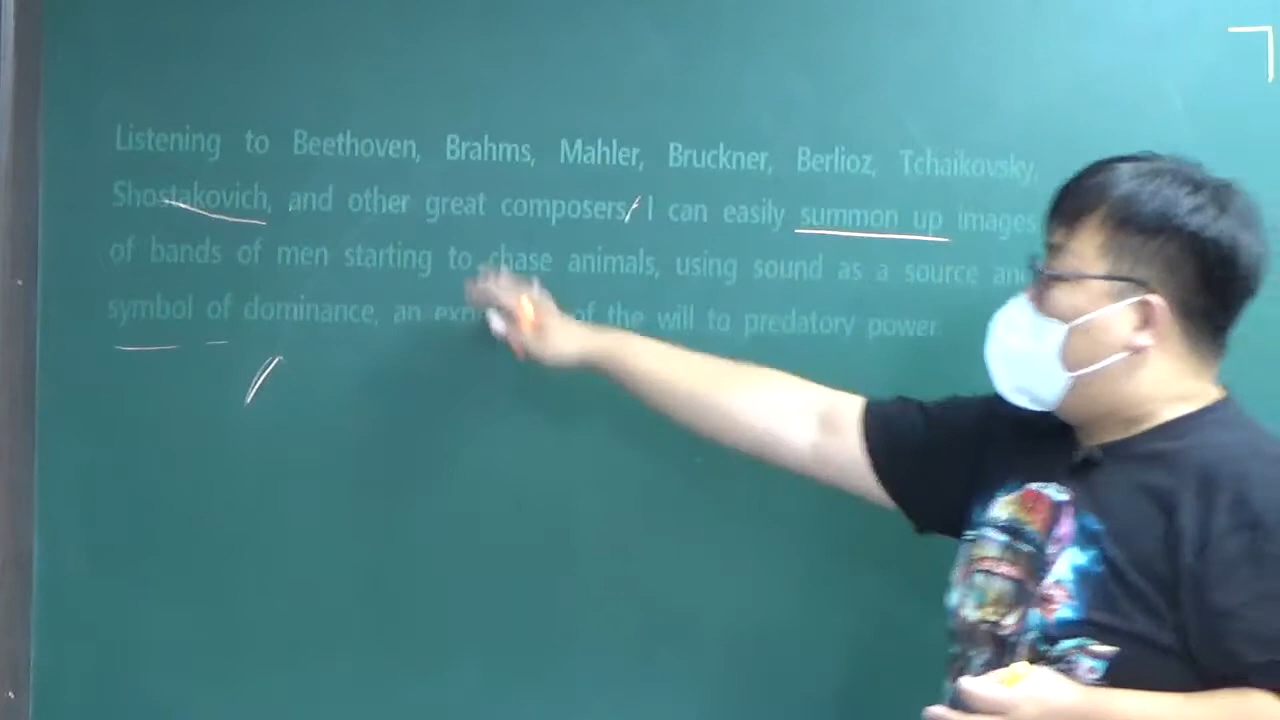 Listening to Beethoven, Brahms, Mahler, Bruckner, Berlioz, Tchaikovsky,
Shostakovich, and other great composers, I can easily summon up images
of bands of men starting to chase animals, using sound as a source and
symbol of dominance, an of the will to predatory power.